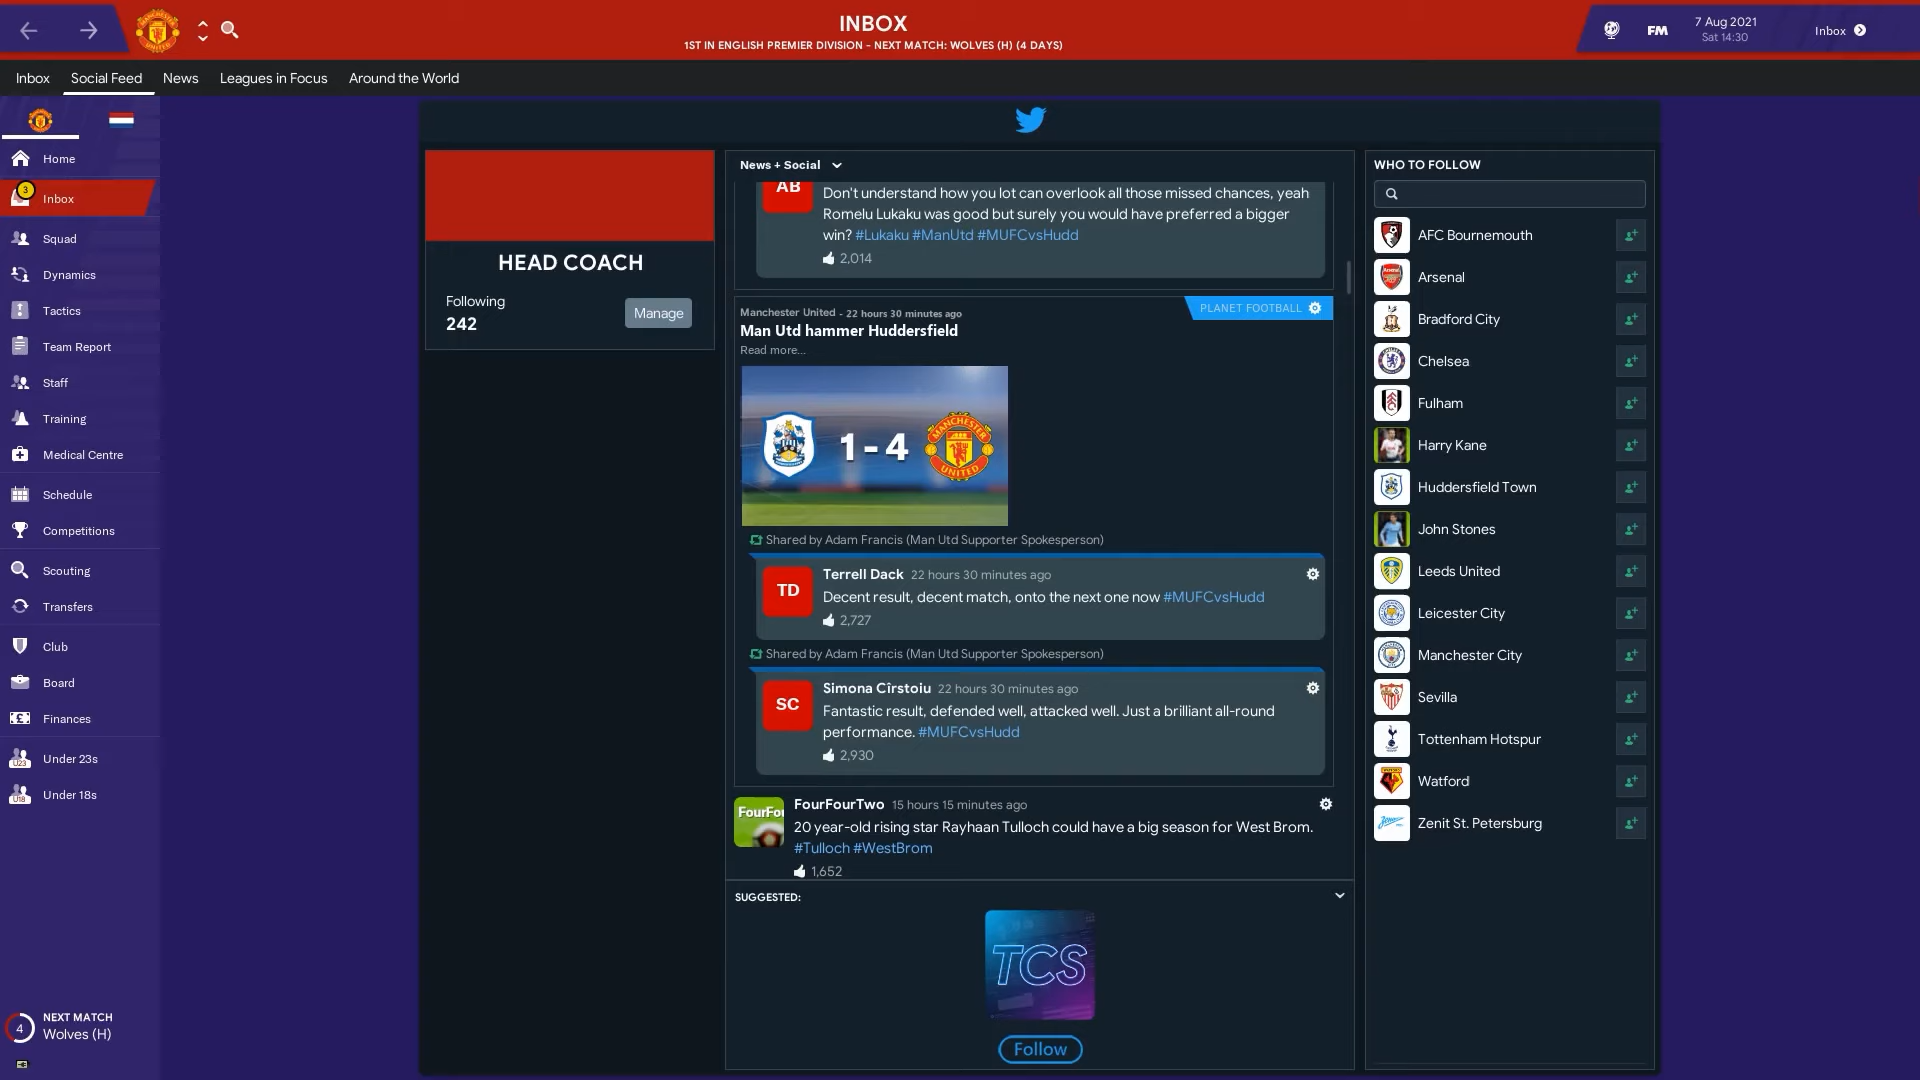 INBOX
1ST IN ENGLISH PREMIER DIVISION - NEXT MATCH: WOLVES (H) (4 DAYS)
FM
7 Aug 2021
Sat 14:30
Inbox
Inbox
Social Feed
News
Leagues in Focus
Around the World
Home
3
Inbox
Squad
Dynamics
Tactics
Team Report
Staff
Training
Medical Centre
Schedule
Competitions
Scouting
Transfers
Club
Board
Finances
U23
Under 23s
U18
Under 18s
4
NEXT MATCH
Wolves (H)
HEAD COACH
Following
242
Manage
News + Social
AB
Don't understand how you lot can overlook all those missed chances, yeah
Romelu Lukaku was good but surely you would have preferred a bigger
win? #Lukaku #ManUtd #MUFCvsHudd
2,014
Manchester United - 22 hours 30 minutes ago
PLANET FOOTBALL
Man Utd hammer Huddersfield
Read more...
1 - 4
MANCHESTER
UNITED
Shared by Adam Francis (Man Utd Supporter Spokesperson)
TD
Terrell Dack 22 hours 30 minutes ago
Decent result, decent match, onto the next one now #MUFCvsHudd
2,727
Shared by Adam Francis (Man Utd Supporter Spokesperson)
SC
Simona Cîrstoiu 22 hours 30 minutes ago
Fantastic result, defended well, attacked well. Just a brilliant all-round
performance. #MUFCvsHudd
2,930
FourFou
FourFourTwo 15 hours 15 minutes ago
20 year-old rising star Rayhaan Tulloch could have a big season for West Brom.
#Tulloch #WestBrom
1,652
SUGGESTED:
TCS
Follow
WHO TO FOLLOW
AFC Bournemouth
Arsenal
Bradford City
Chelsea
Fulham
Harry Kane
Huddersfield Town
John Stones
Leeds United
Leicester City
Manchester City
Sevilla
Tottenham Hotspur
Watford
Zenit St. Petersburg